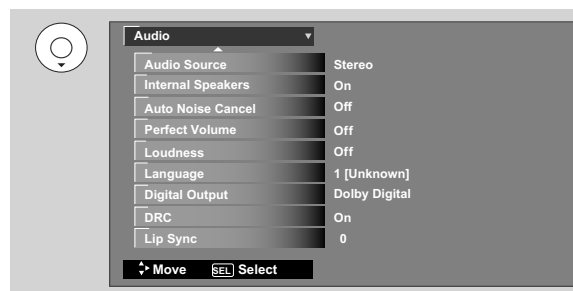 Audio
Audio Source Stereo
Internal Speakers On
Auto Noise Cancel Off
Perfect Volume Off
Loudness Off
Language 1 [Unknown]
Digital Output Dolby Digital
DRC On
Lip Sync 0
Move SEL Select